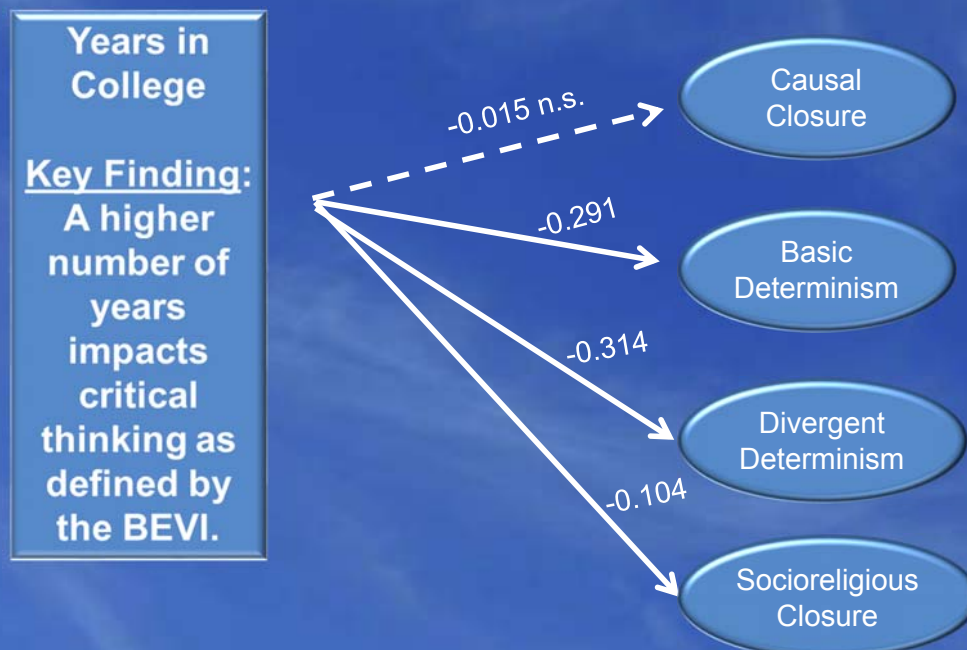 Years in
College
Key Finding:
A higher
number of
years
impacts
critical
thinking as
defined by
the BEVI.
-0.015 n.s.
Causal
Closure
-0.291
Basic
Determinism
-0.314
Divergent
Determinism
-0.104
Socioreligious
Closure